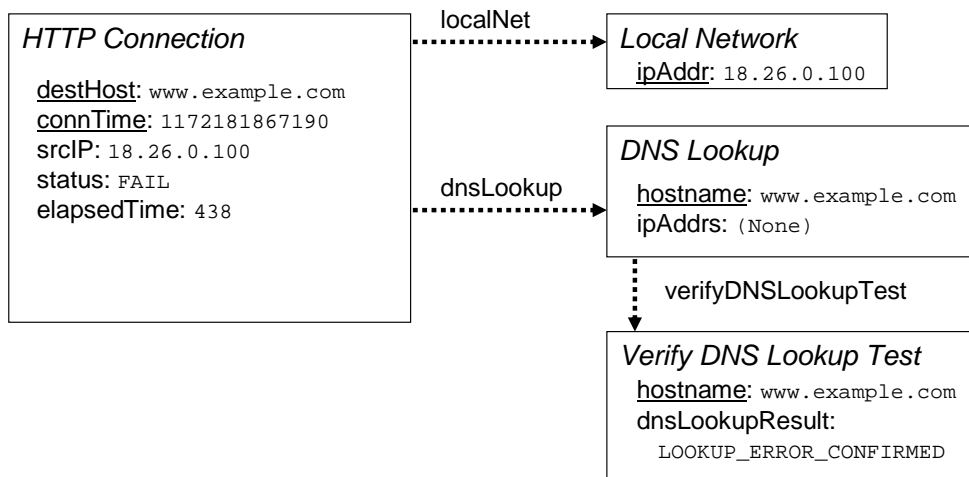 localNet
HTTP Connection
destHost: www.example.com
connTime: 1172181867190
srcIP: 18.26.0.100
status: FAIL
elapsedTime: 438
Local Network
ipAddr: 18.26.0.100
dnsLookup
DNS Lookup
hostname: www.example.com
ipAddrs: (None)
verifyDNSLookupTest
Verify DNS Lookup Test
hostname: www.example.com
dnsLookupResult:
LOOKUP_ERROR_CONFIRMED